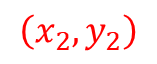 (x₂, y₂)